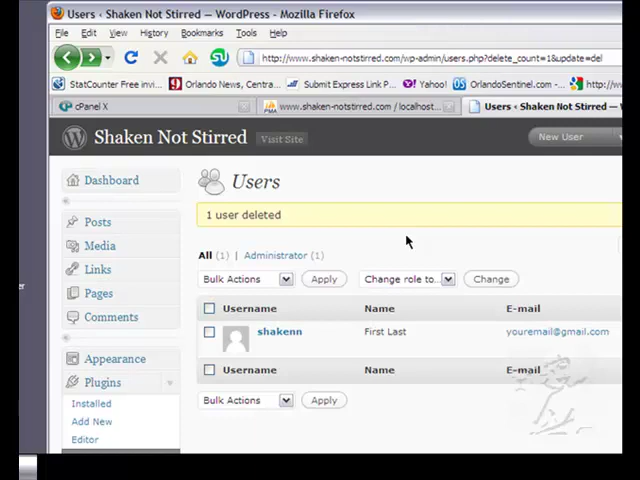 Users ‹ Shaken Not Stirred — WordPress - Mozilla Firefox
File Edit View History Bookmarks Tools Help
http://www.shaken-notstirred.com/wp-admin/users.php?delete_count=1&update=del
StatCounter Free invi... Orlando News, Central... Submit Express Link P... Yahoo! OrlandoSentinel.com - ... http://www
cPanel X www.shaken-notstirred.com / localhost... Users ‹ Shaken Not Stirred — W
Shaken Not Stirred Visit Site New User
Dashboard
Posts
Media
Links
Pages
Comments
Appearance
Plugins
Installed
Add New
Editor
Users
1 user deleted
All (1) | Administrator (1)
Bulk Actions Apply Change role to... Change
Username Name E-mail
shakenn First Last youremail@gmail.com
Username Name E-mail
Bulk Actions Apply